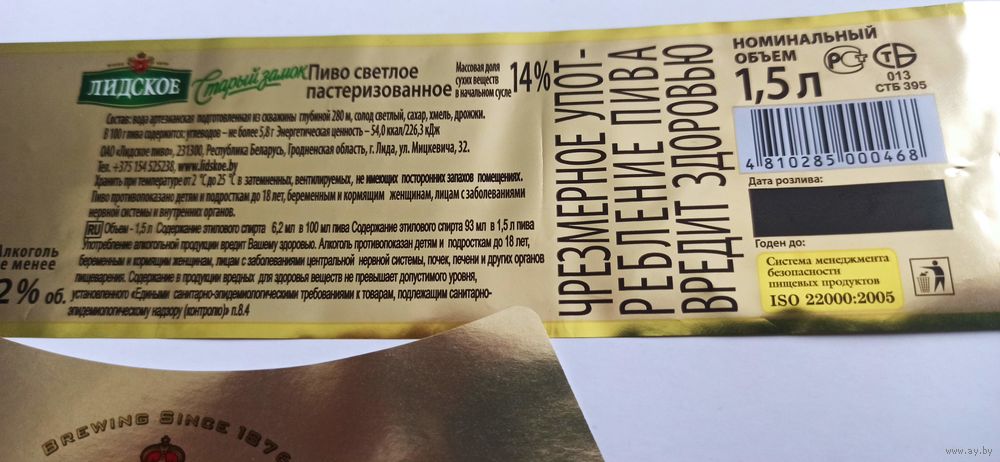 ЛИДСКОЕ
Старый замок
Пиво светлое
пастеризованное
Массовая доля
сухих веществ
в начальном сусле
14%
Состав: вода артезианская подготовленная из скважины глубиной 280 м, солод светлый, сахар, хмель, дрожжи.
В 100 г пива содержится: углеводов – не более 5,8 г Энергетическая ценность – 54,0 ккал/226,3 кДж
ОАО «Лидское пиво», 231300, Республика Беларусь, Гродненская область, г. Лида, ул. Мицкевича, 32.
Тел. +375 154 525238, www.lidskoe.by
Хранить при температуре от 2 °С до 25 °С в затемненных, вентилируемых, не имеющих посторонних запахов помещениях.
Пиво противопоказано детям и подросткам до 18 лет, беременным и кормящим женщинам, лицам с заболеваниями
нервной системы и внутренних органов.
RU Объем - 1,5 л Содержание этилового спирта 6,2 мл в 100 мл пива Содержание этилового спирта 93 мл в 1,5 л пива
Употребление алкогольной продукции вредит Вашему здоровью. Алкоголь противопоказан детям и подросткам до 18 лет,
беременным и кормящим женщинам, лицам с заболеваниями центральной нервной системы, почек, печени и других органов
пищеварения. Содержание в продукции вредных для здоровья веществ не превышает допустимого уровня,
установленного «Едиными санитарно-эпидемиологическими требованиями к товарам, подлежащим санитарно-
эпидемиологическому надзору (контролю)» п.8.4
Алкоголь
е менее
2% об.
ЧРЕЗМЕРНОЕ УПОТ-
РЕБЛЕНИЕ ПИВА
ВРЕДИТ ЗДОРОВЬЮ
НОМИНАЛЬНЫЙ
ОБЪЕМ
1,5 л
013
СТБ 395
4 810285 000468
Дата розлива:
Годен до:
Система менеджмента
безопасности
пищевых продуктов
ISO 22000:2005
BREWING SINCE 1876
www.ay.by